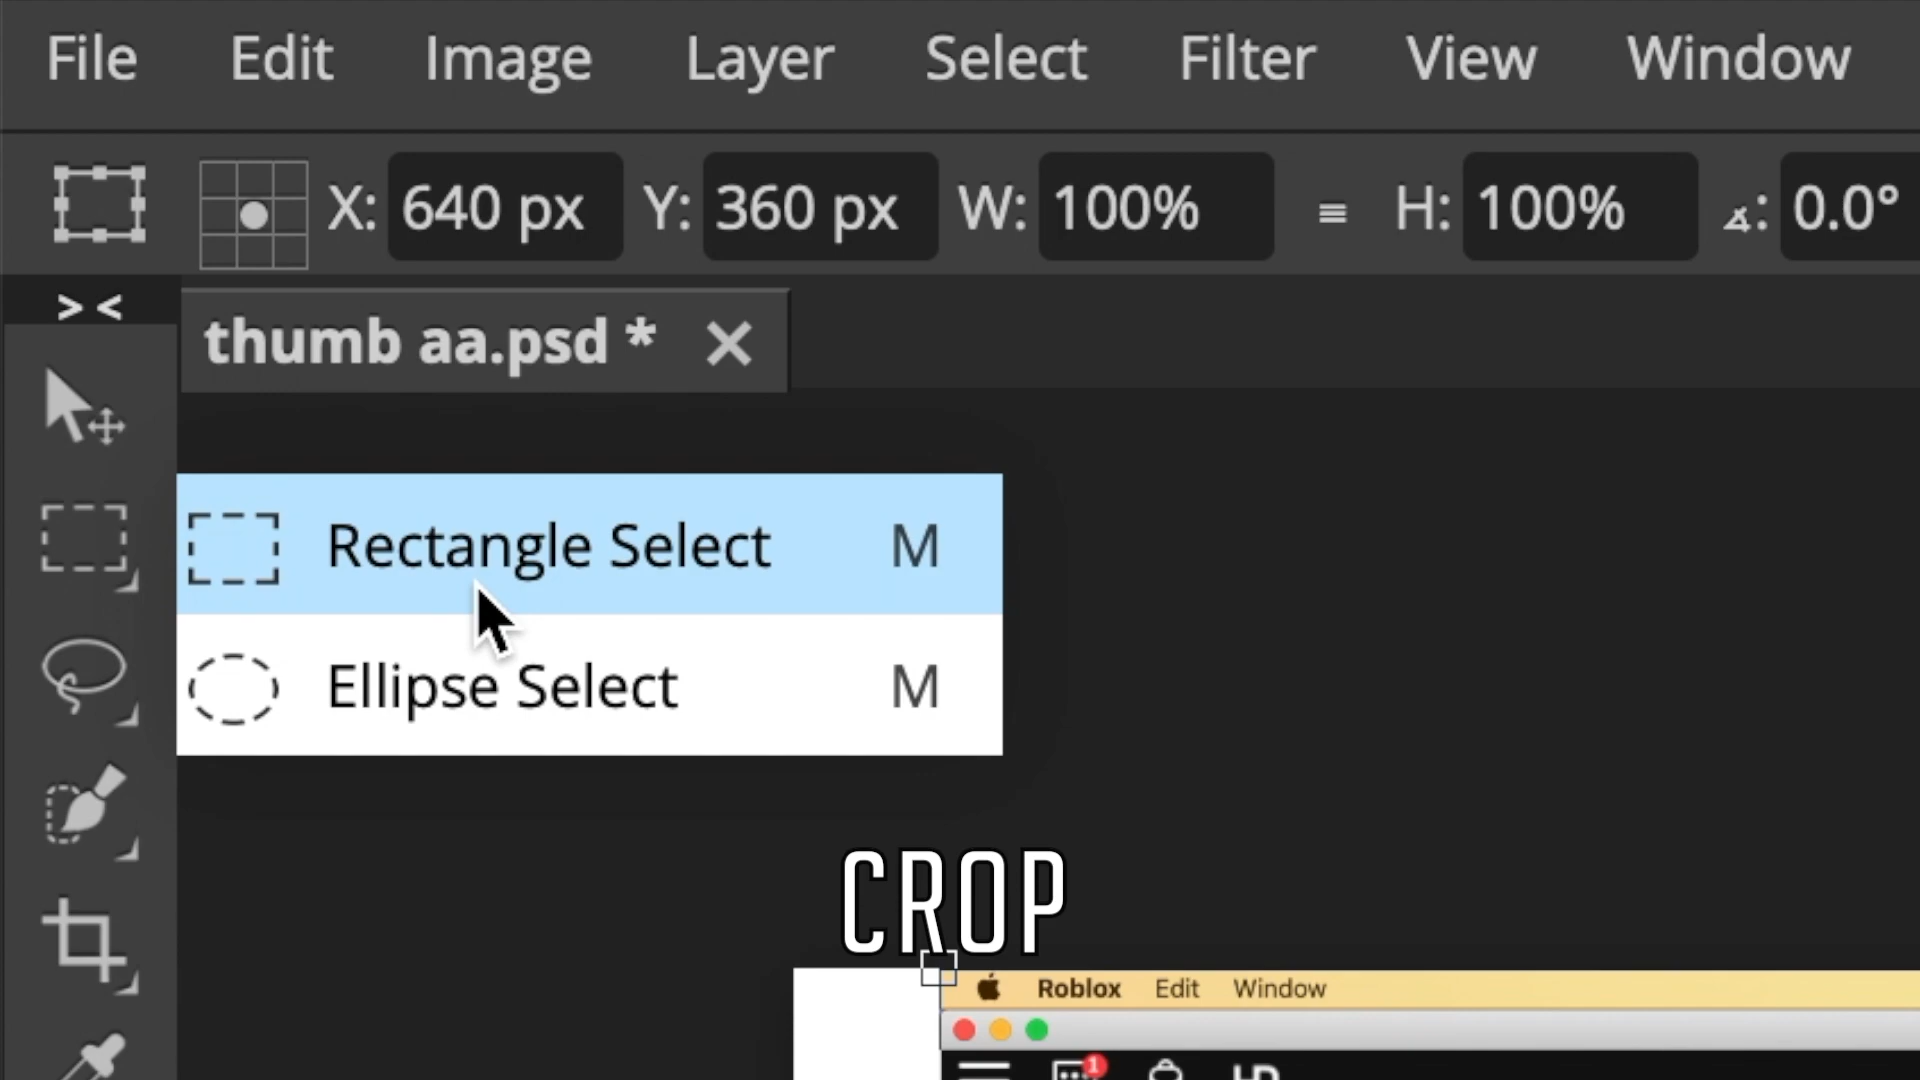 File Edit Image Layer Select Filter View Window
X: 640 px Y: 360 px W: 100% H: 100% ∡: 0.0°
> <
thumb aa.psd *
Rectangle Select M
Ellipse Select M
CROP
Roblox Edit Window
1